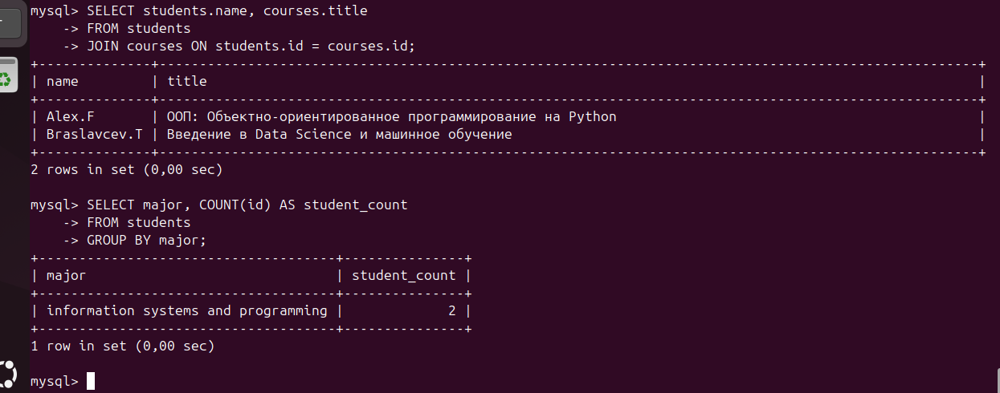 mysql> SELECT students.name, courses.title
    -> FROM students
    -> JOIN courses ON students.id = courses.id;
+--------------+------------------------------------------------------------------------------------------------------+
| name         | title                                                                                                |
+--------------+------------------------------------------------------------------------------------------------------+
| Alex.F       | ООП: Объектно-ориентированное программирование на Python                                             |
| Braslavcev.T | Введение в Data Science и машинное обучение                                                          |
+--------------+------------------------------------------------------------------------------------------------------+
2 rows in set (0,00 sec)

mysql> SELECT major, COUNT(id) AS student_count
    -> FROM students
    -> GROUP BY major;
+-------------------------------------+---------------+
| major                               | student_count |
+-------------------------------------+---------------+
| information systems and programming |             2 |
+-------------------------------------+---------------+
1 row in set (0,00 sec)

mysql>